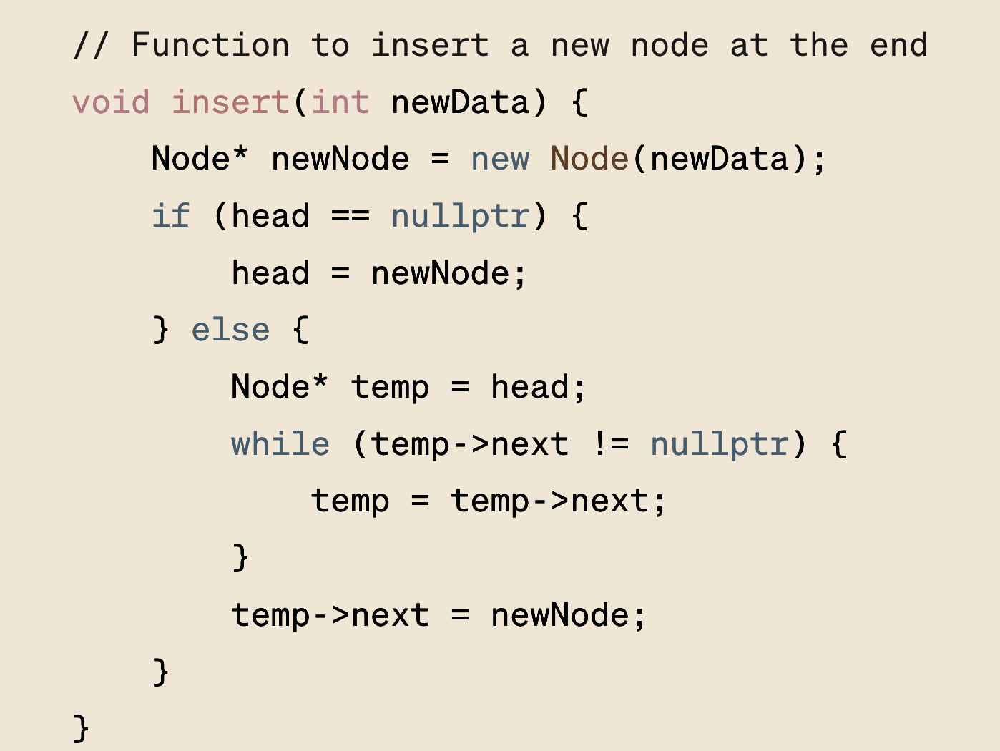 // Function to insert a new node at the end
void insert(int newData) {
    Node* newNode = new Node(newData);
    if (head == nullptr) {
        head = newNode;
    } else {
        Node* temp = head;
        while (temp->next != nullptr) {
            temp = temp->next;
        }
        temp->next = newNode;
    }
}